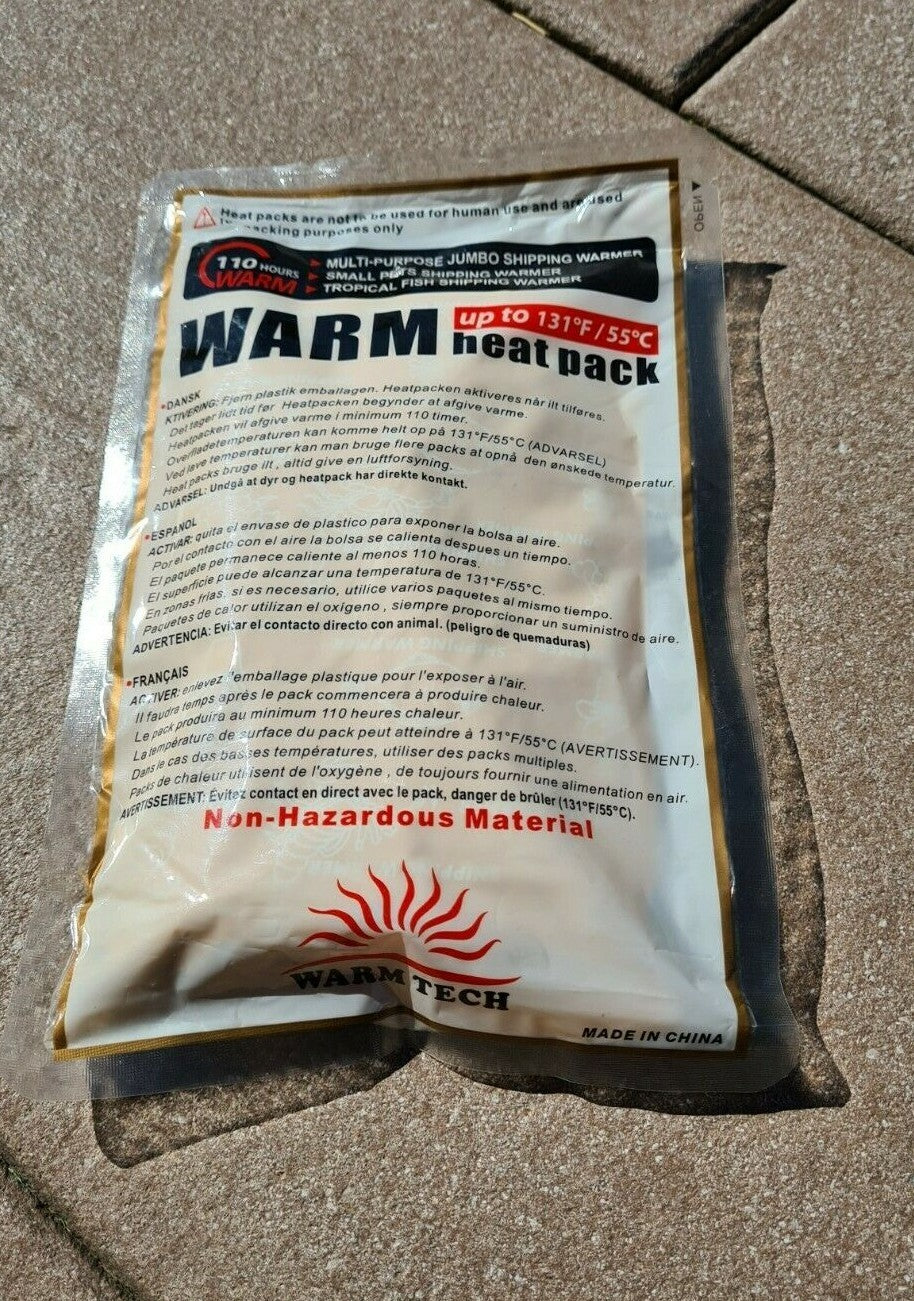 Heat packs are not to be used for human use and are used
packing purposes only
OPEN
110 HOURS
WARM
MULTI-PURPOSE JUMBO SHIPPING WARMER
SMALL PETS SHIPPING WARMER
TROPICAL FISH SHIPPING WARMER
WARM
up to 131°F / 55°C
heat pack
•DANSK
KTIVERING: Fjern plastik emballagen. Heatpacken aktiveres når ilt tilføres.
Det tager lidt tid før Heatpacken begynder at afgive varme.
Heatpacken vil afgive varme i minimum 110 timer.
Overfladetemperaturen kan komme helt op på 131°F/55°C (ADVARSEL)
Ved lave temperaturer kan man bruge flere packs at opnå den ønskede temperatur.
Heat packs bruge ilt , altid give en luftforsyning.
ADVARSEL: Undgå at dyr og heatpack har direkte kontakt.
•ESPANOL
ACTIVAR: quita el envase de plastico para exponer la bolsa al aire.
Por el contacto con el aire la bolsa se calienta despues un tiempo.
El paquete permanece caliente al menos 110 horas.
El superficie puede alcanzar una temperatura de 131°F/55°C.
En zonas frias, si es necesario, utilice varios paquetes al mismo tiempo.
Paquetes de calor utilizan el oxígeno , siempre proporcionar un suministro de aire.
ADVERTENCIA: Evitar el contacto directo con animal. (peligro de quemaduras)
•FRANÇAIS
ACTIVER: enlevez l'emballage plastique pour l'exposer à l'air.
Il faudra temps après le pack commencera à produire chaleur.
Le pack produira au minimum 110 heures chaleur.
La température de surface du pack peut atteindre à 131°F/55°C (AVERTISSEMENT).
Dans le cas des basses températures, utiliser des packs multiples.
Packs de chaleur utilisent de l'oxygène , de toujours fournir une alimentation en air.
AVERTISSEMENT: Évitez contact en direct avec le pack, danger de brûler (131°F/55°C).
Non-Hazardous Material
WARM TECH
MADE IN CHINA